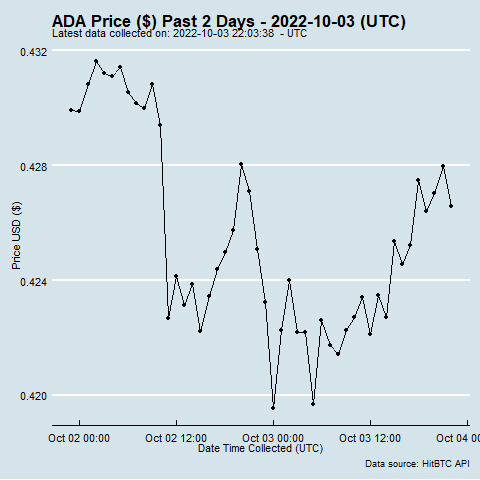 ADA Price ($) Past 2 Days - 2022-10-03 (UTC)
Latest data collected on: 2022-10-03 22:03:38  - UTC
0.432
0.428
0.424
0.420
Price USD ($)
Oct 02 00:00
Oct 02 12:00
Oct 03 00:00
Oct 03 12:00
Oct 04 00
Date Time Collected (UTC)
Data source: HitBTC API